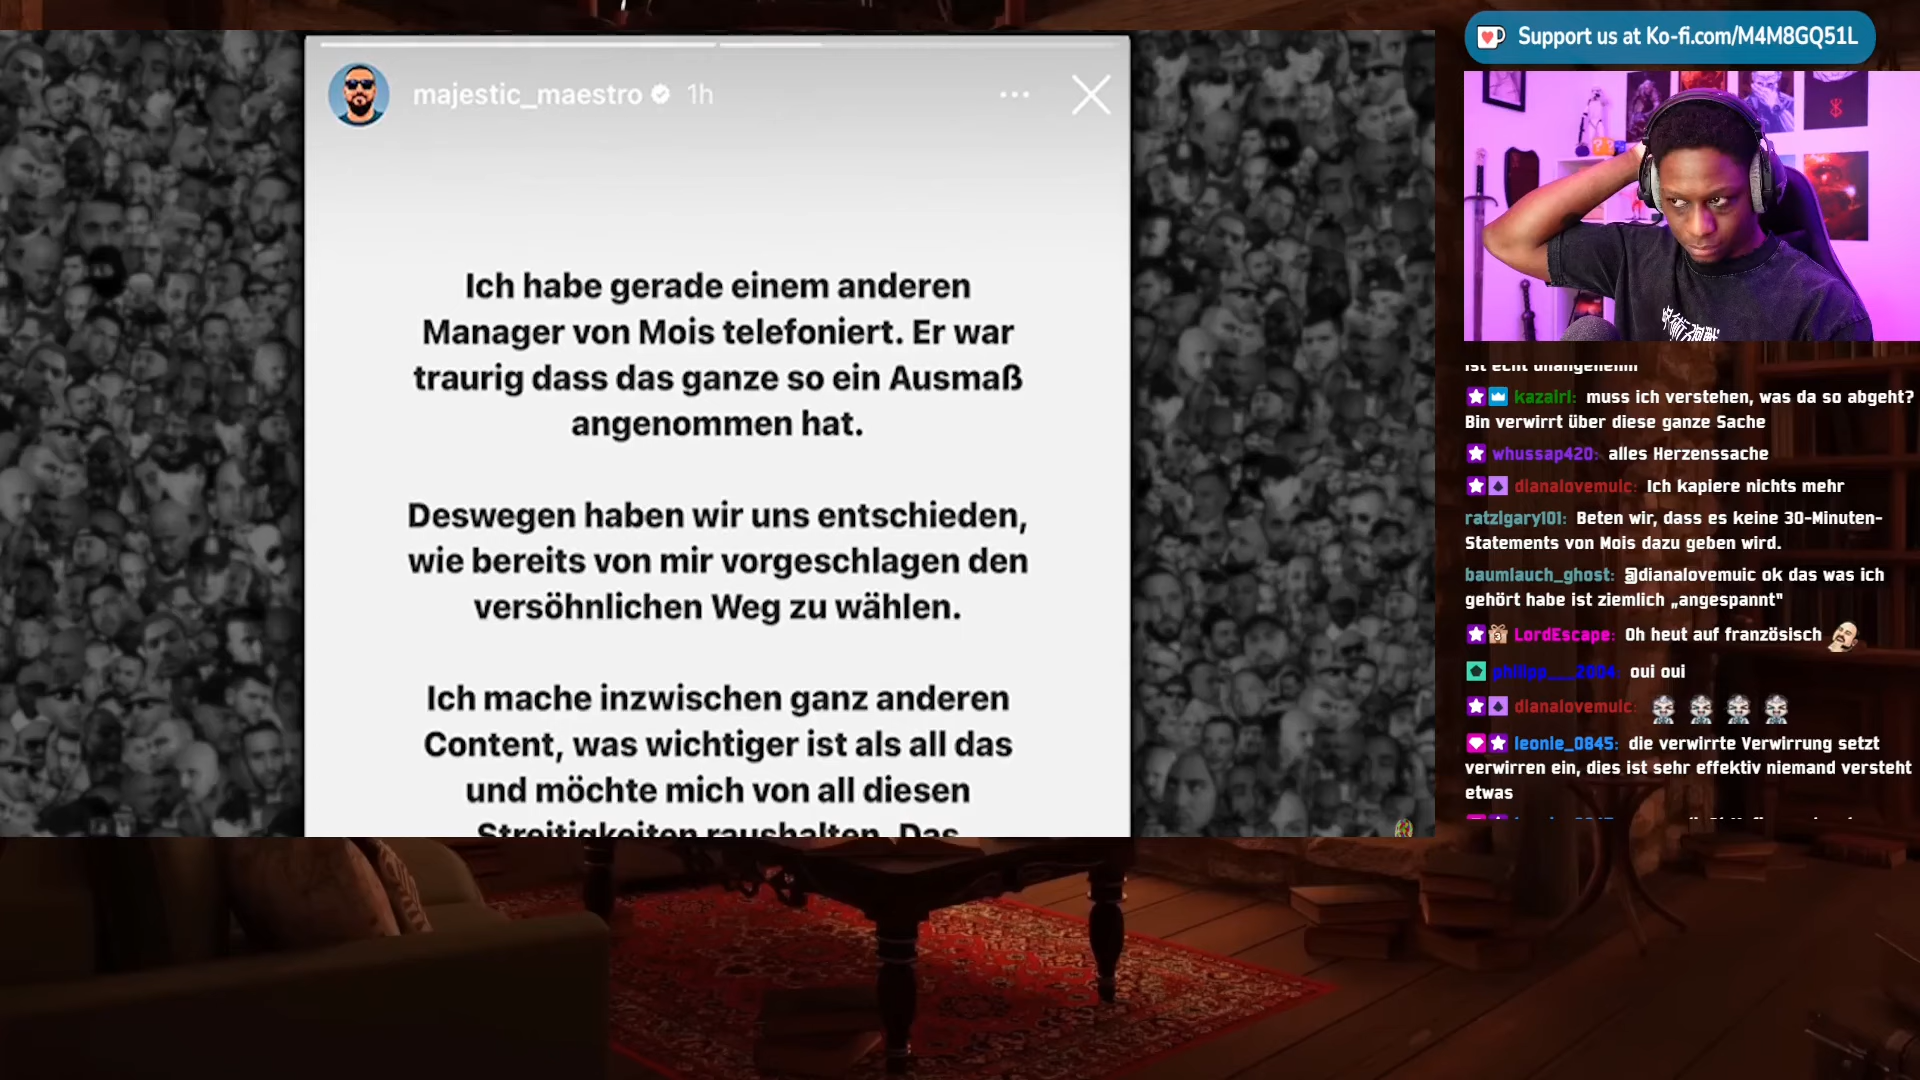 Support us at Ko-fi.com/M4M8GQ51L
majestic_maestro 1h
Ich habe gerade einem anderen
Manager von Mois telefoniert. Er war
traurig dass das ganze so ein Ausmaß
angenommen hat.
Deswegen haben wir uns entschieden,
wie bereits von mir vorgeschlagen den
versöhnlichen Weg zu wählen.
Ich mache inzwischen ganz anderen
Content, was wichtiger ist als all das
und möchte mich von all diesen
Streitigkeiten raushalten. Das
ist echt unangenehm
kazairi: muss ich verstehen, was da so abgeht?
Bin verwirrt über diese ganze Sache
whussap420: alles Herzenssache
dianalovemuic: Ich kapiere nichts mehr
ratzigary101: Beten wir, dass es keine 30-Minuten-
Statements von Mois dazu geben wird.
baumlauch_ghost: @dianalovemuic ok das was ich
gehört habe ist ziemlich „angespannt"
LordEscape: Oh heut auf französisch
philipp___2004: oui oui
dianalovemuic:
leonie_0845: die verwirrte Verwirrung setzt
verwirren ein, dies ist sehr effektiv niemand versteht
etwas